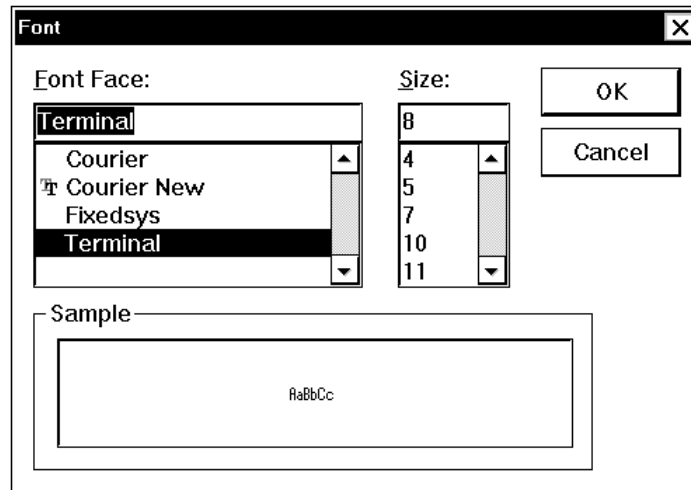 Font
Font Face:
Size:
OK
Terminal
8
Cancel
Courier
Courier New
Fixedsys
Terminal
4
5
7
10
11
Sample
AaBbCc